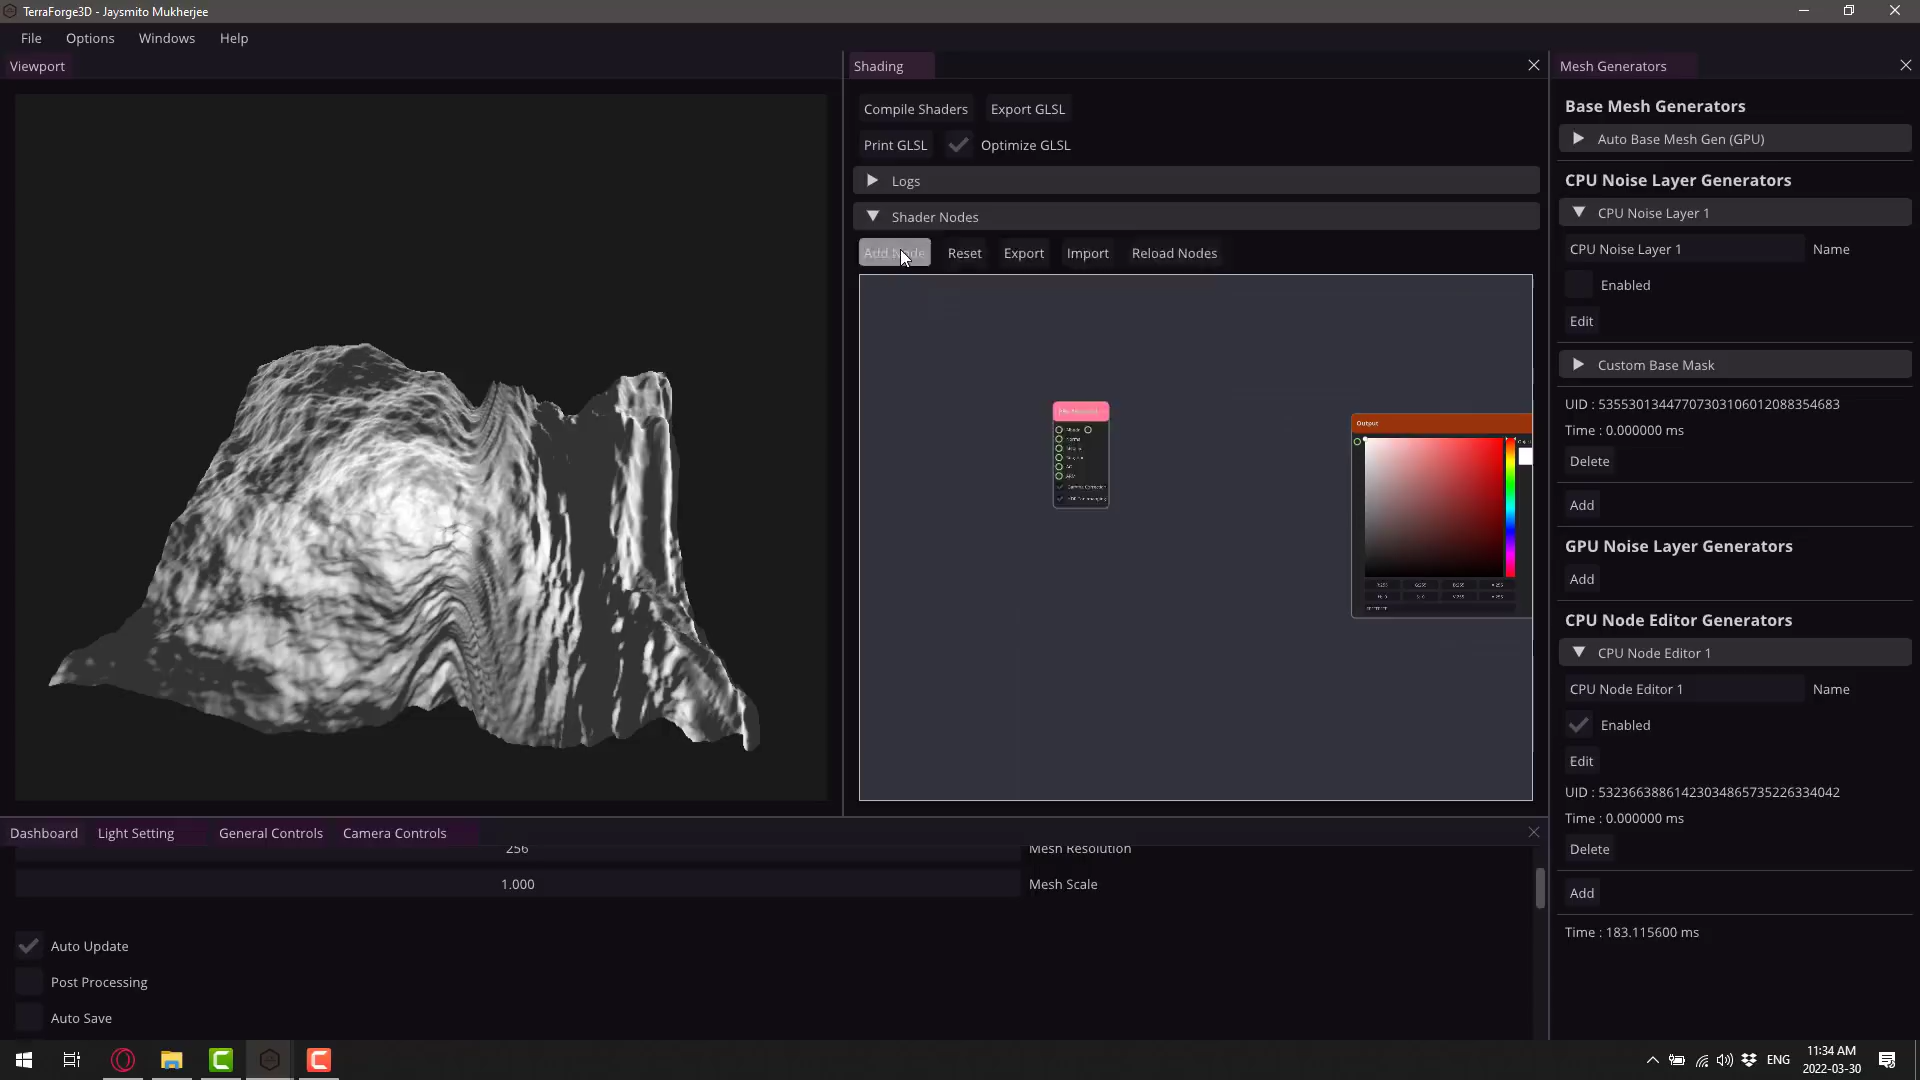 TerraForge3D - Jaysmito Mukherjee
File Options Windows Help
Viewport
Shading
Compile Shaders Export GLSL
Print GLSL Optimize GLSL
Logs
Shader Nodes
Add Node Reset Export Import Reload Nodes
Output
Mesh Generators
Base Mesh Generators
Auto Base Mesh Gen (GPU)
CPU Noise Layer Generators
CPU Noise Layer 1
CPU Noise Layer 1 Name
Enabled
Edit
Custom Base Mask
UID : 53553013447707303106012088354683
Time : 0.000000 ms
Delete
Add
GPU Noise Layer Generators
Add
CPU Node Editor Generators
CPU Node Editor 1
CPU Node Editor 1 Name
Enabled
Edit
UID : 53236638861423034865735226334042
Time : 0.000000 ms
Delete
Add
Time : 183.115600 ms
Dashboard Light Setting General Controls Camera Controls
256 Mesh Resolution
1.000 Mesh Scale
Auto Update
Post Processing
Auto Save
ENG
11:34 AM
2022-03-30